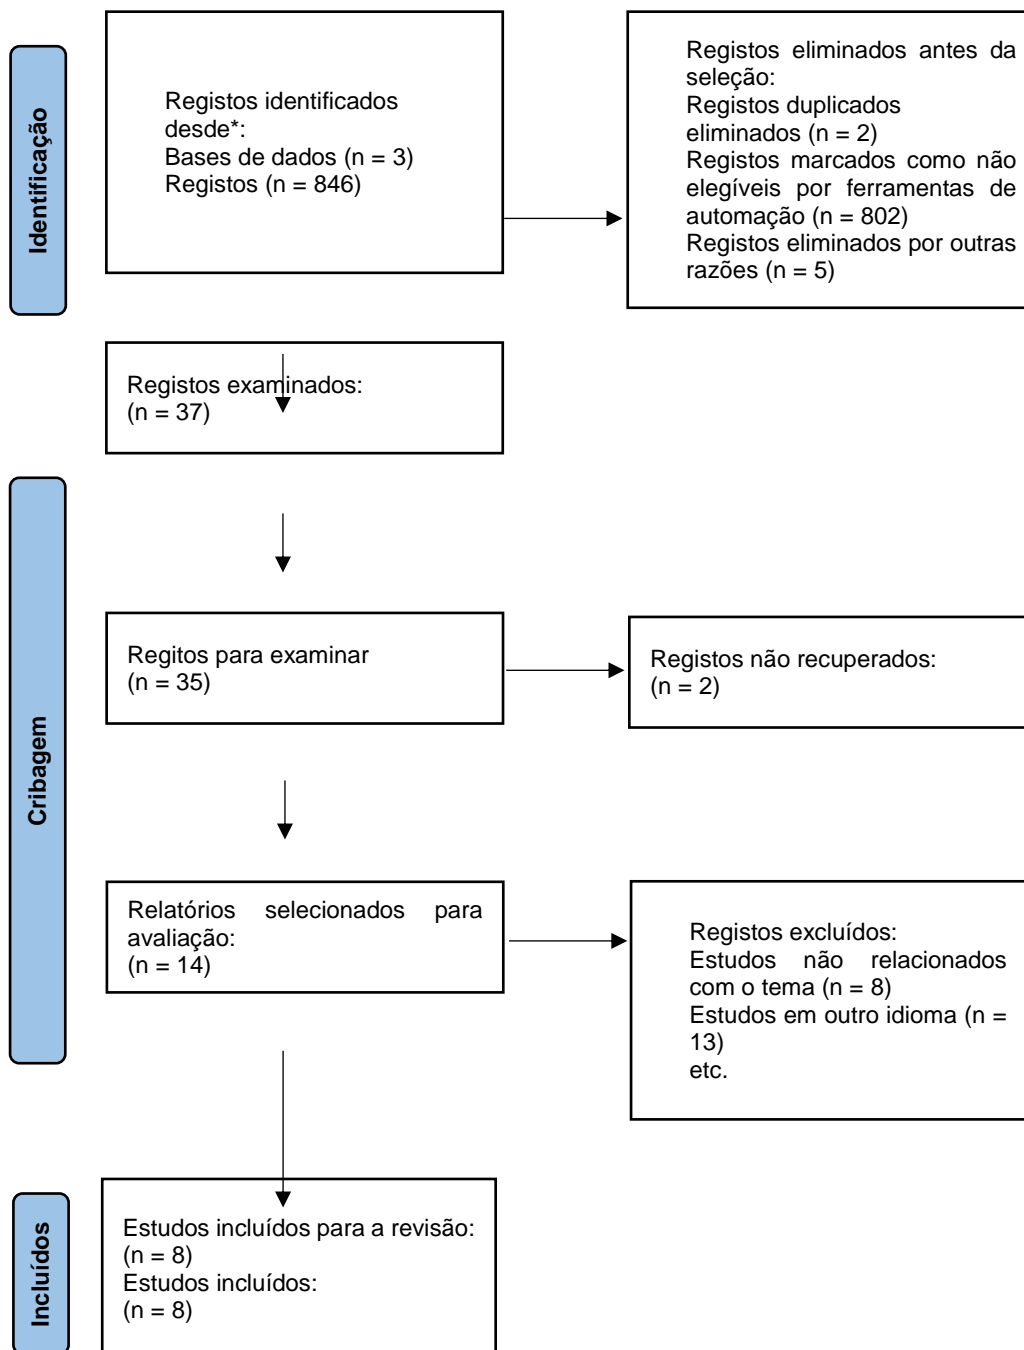 Identificação
Registos identificados
desde*:
Bases de dados (n = 3)
Registos (n = 846)
Registos eliminados antes da
seleção:
Registos duplicados
eliminados (n = 2)
Registos marcados como não
elegíveis por ferramentas de
automação (n = 802)
Registos eliminados por outras
razões (n = 5)
Registos examinados:
(n = 37)
Cribagem
Regitos para examinar
(n = 35)
Registos não recuperados:
(n = 2)
Relatórios selecionados para
avaliação:
(n = 14)
Registos excluídos:
Estudos não relacionados
com o tema (n = 8)
Estudos em outro idioma (n =
13)
etc.
Incluídos
Estudos incluídos para a revisão:
(n = 8)
Estudos incluídos:
(n = 8)